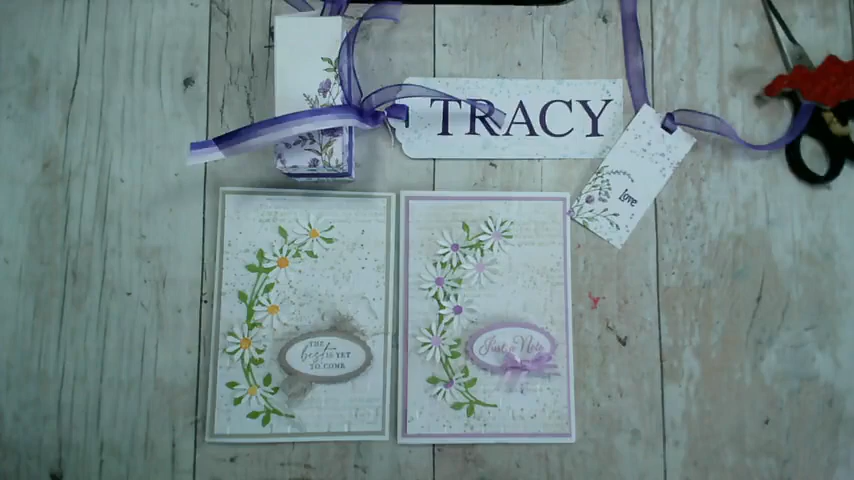 TRACY
love
THE
best IS YET
TO COME
Just a Note